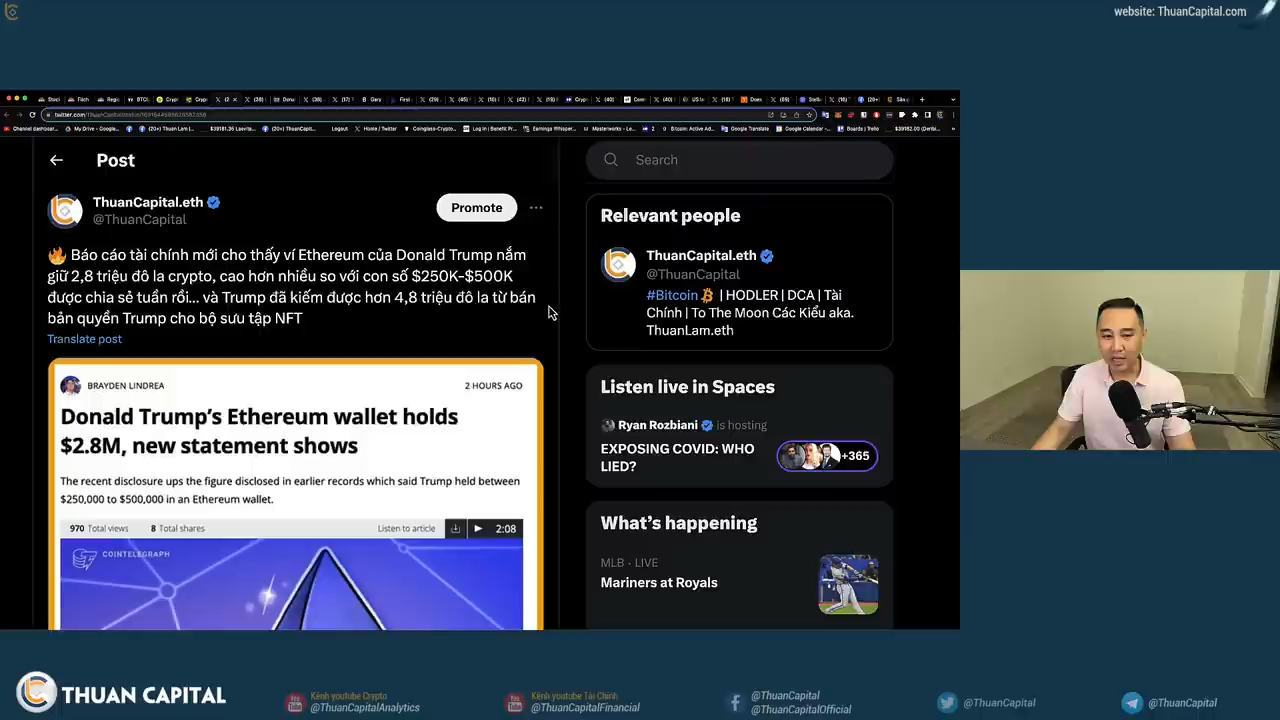 website: ThuanCapital.com
Post
ThuanCapital.eth
@ThuanCapital
Promote
🔥 Báo cáo tài chính mới cho thấy ví Ethereum của Donald Trump nắm
giữ 2,8 triệu đô la crypto, cao hơn nhiều so với con số $250K-$500K
được chia sẻ tuần rồi... và Trump đã kiếm được hơn 4,8 triệu đô la từ bán
bản quyền Trump cho bộ sưu tập NFT
Translate post
BRAYDEN LINDREA
2 HOURS AGO
Donald Trump's Ethereum wallet holds
$2.8M, new statement shows
The recent disclosure ups the figure disclosed in earlier records which said Trump held between
$250,000 to $500,000 in an Ethereum wallet.
970 Total views
8 Total shares
Listen to article
2:08
COINTELEGRAPH
Search
Relevant people
ThuanCapital.eth
@ThuanCapital
#Bitcoin | HODLER | DCA | Tài
Chính | To The Moon Các Kiểu aka.
ThuanLam.eth
Listen live in Spaces
Ryan Rozbiani is hosting
EXPOSING COVID: WHO
LIED?
+365
What's happening
MLB · LIVE
Mariners at Royals
THUAN CAPITAL
Kênh youtube Crypto
@ThuanCapitalAnalytics
Kênh youtube Tài Chính
@ThuanCapitalFinancial
@ThuanCapital
@ThuanCapitalOfficial
@ThuanCapital
@ThuanCapital